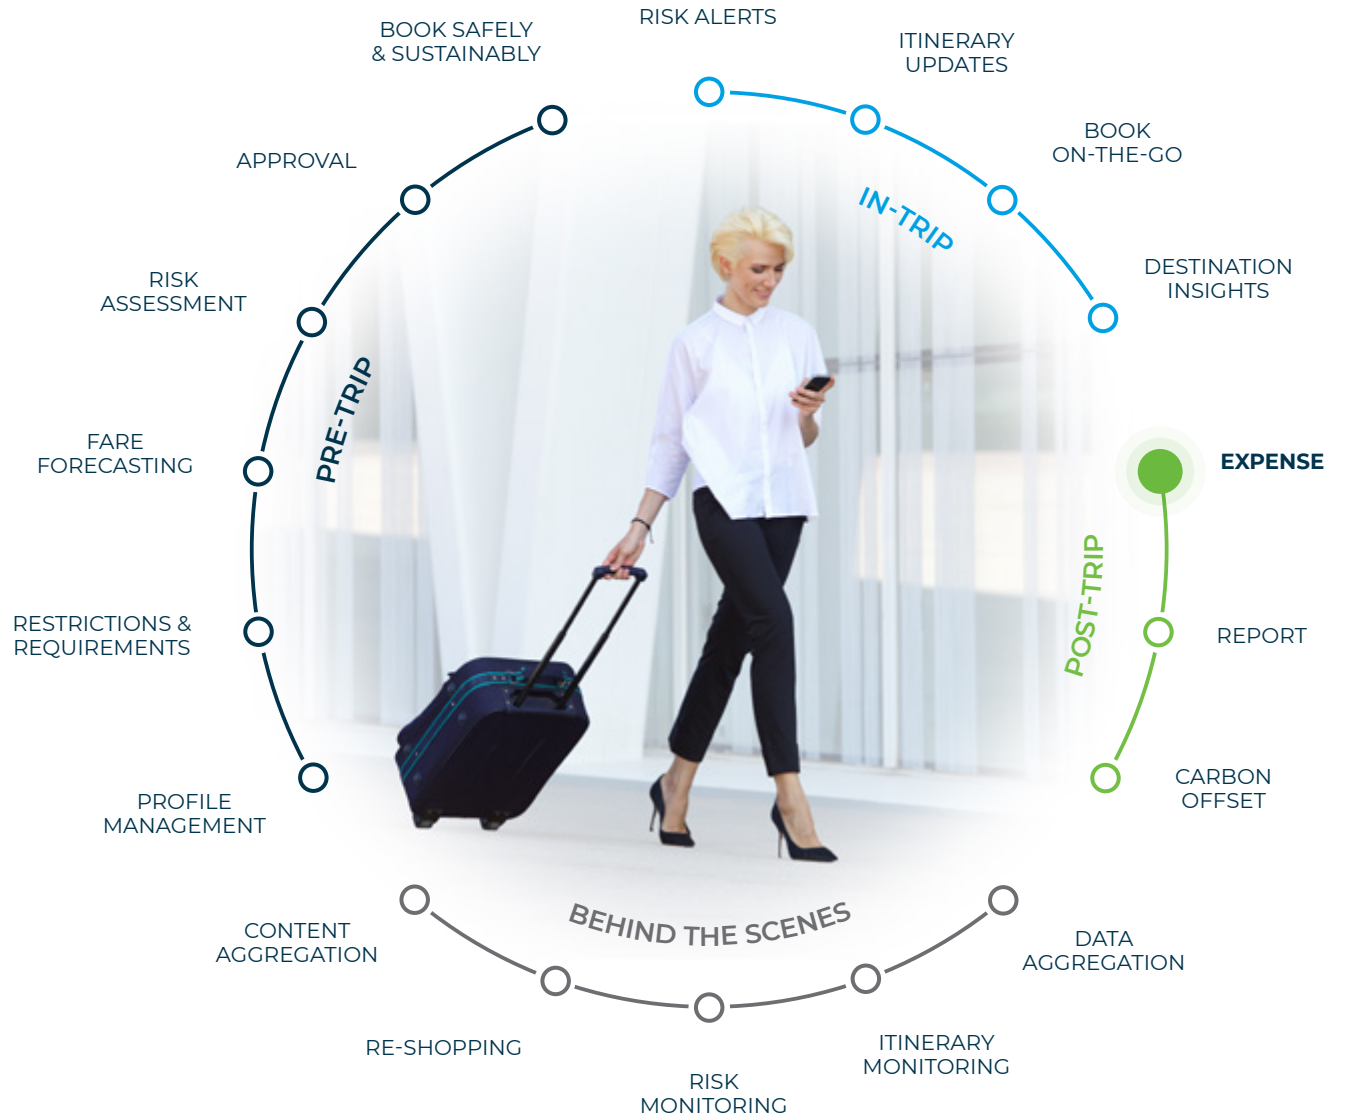 RISK ALERTS
ITINERARY
UPDATES
BOOK
ON-THE-GO
DESTINATION
INSIGHTS
IN-TRIP
EXPENSE
REPORT
CARBON
OFFSET
POST-TRIP
DATA
AGGREGATION
ITINERARY
MONITORING
RISK
MONITORING
RE-SHOPPING
CONTENT
AGGREGATION
BEHIND THE SCENES
PROFILE
MANAGEMENT
RESTRICTIONS &
REQUIREMENTS
FARE
FORECASTING
RISK
ASSESSMENT
APPROVAL
BOOK SAFELY
& SUSTAINABLY
PRE-TRIP